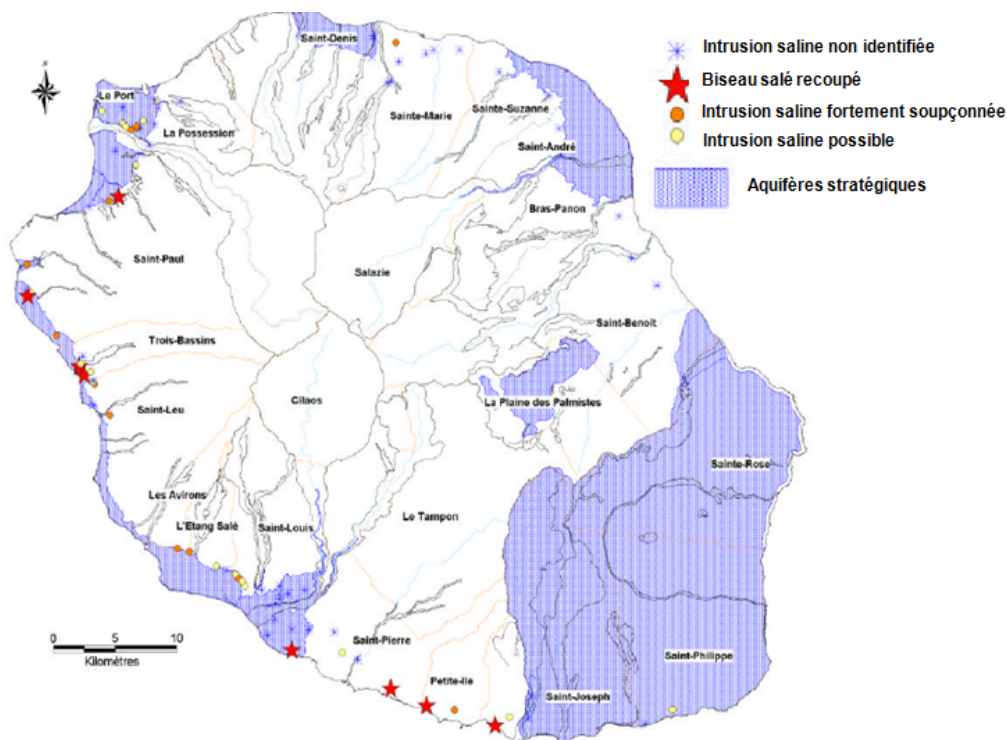 Saint-Denis
Intrusion saline non identifiée
Biseau salé recoupé
Intrusion saline fortement soupçonnée
Intrusion saline possible
Aquifères stratégiques
N
Le Port
La Possession
Sainte-Marie
Sainte-Suzanne
Saint-André
Bras-Panon
Saint-Paul
Salazie
Saint-Benoit
Trois-Bassins
Cilaos
La Plaine des Palmistes
Saint-Leu
Sainte-Rose
Les Avirons
L'Etang Salé
Saint-Louis
Le Tampon
0 5 10
Kilomètres
Saint-Pierre
Petite-Ile
Saint-Joseph
Saint-Philippe